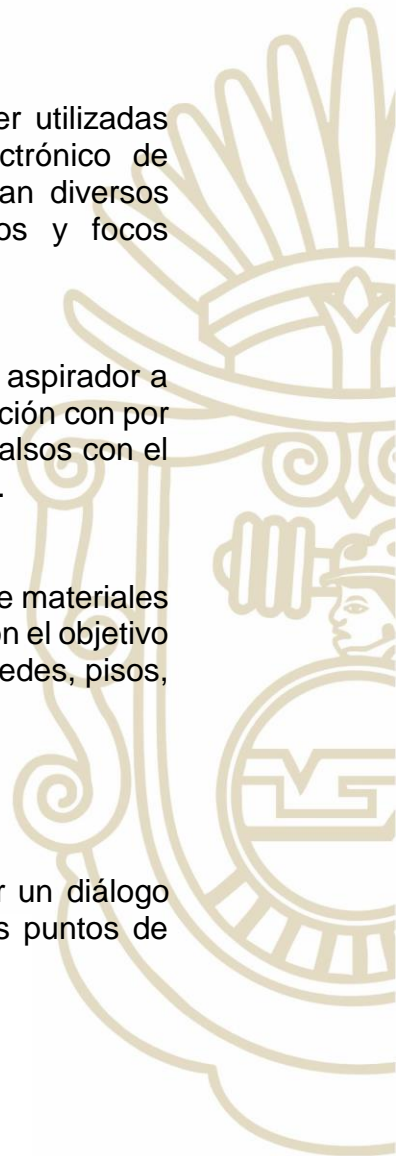 er utilizadas
ctrónico de
an diversos
os y focos
aspirador a
ción con por
alsos con el
.
e materiales
on el objetivo
edes, pisos,
r un diálogo
s puntos de